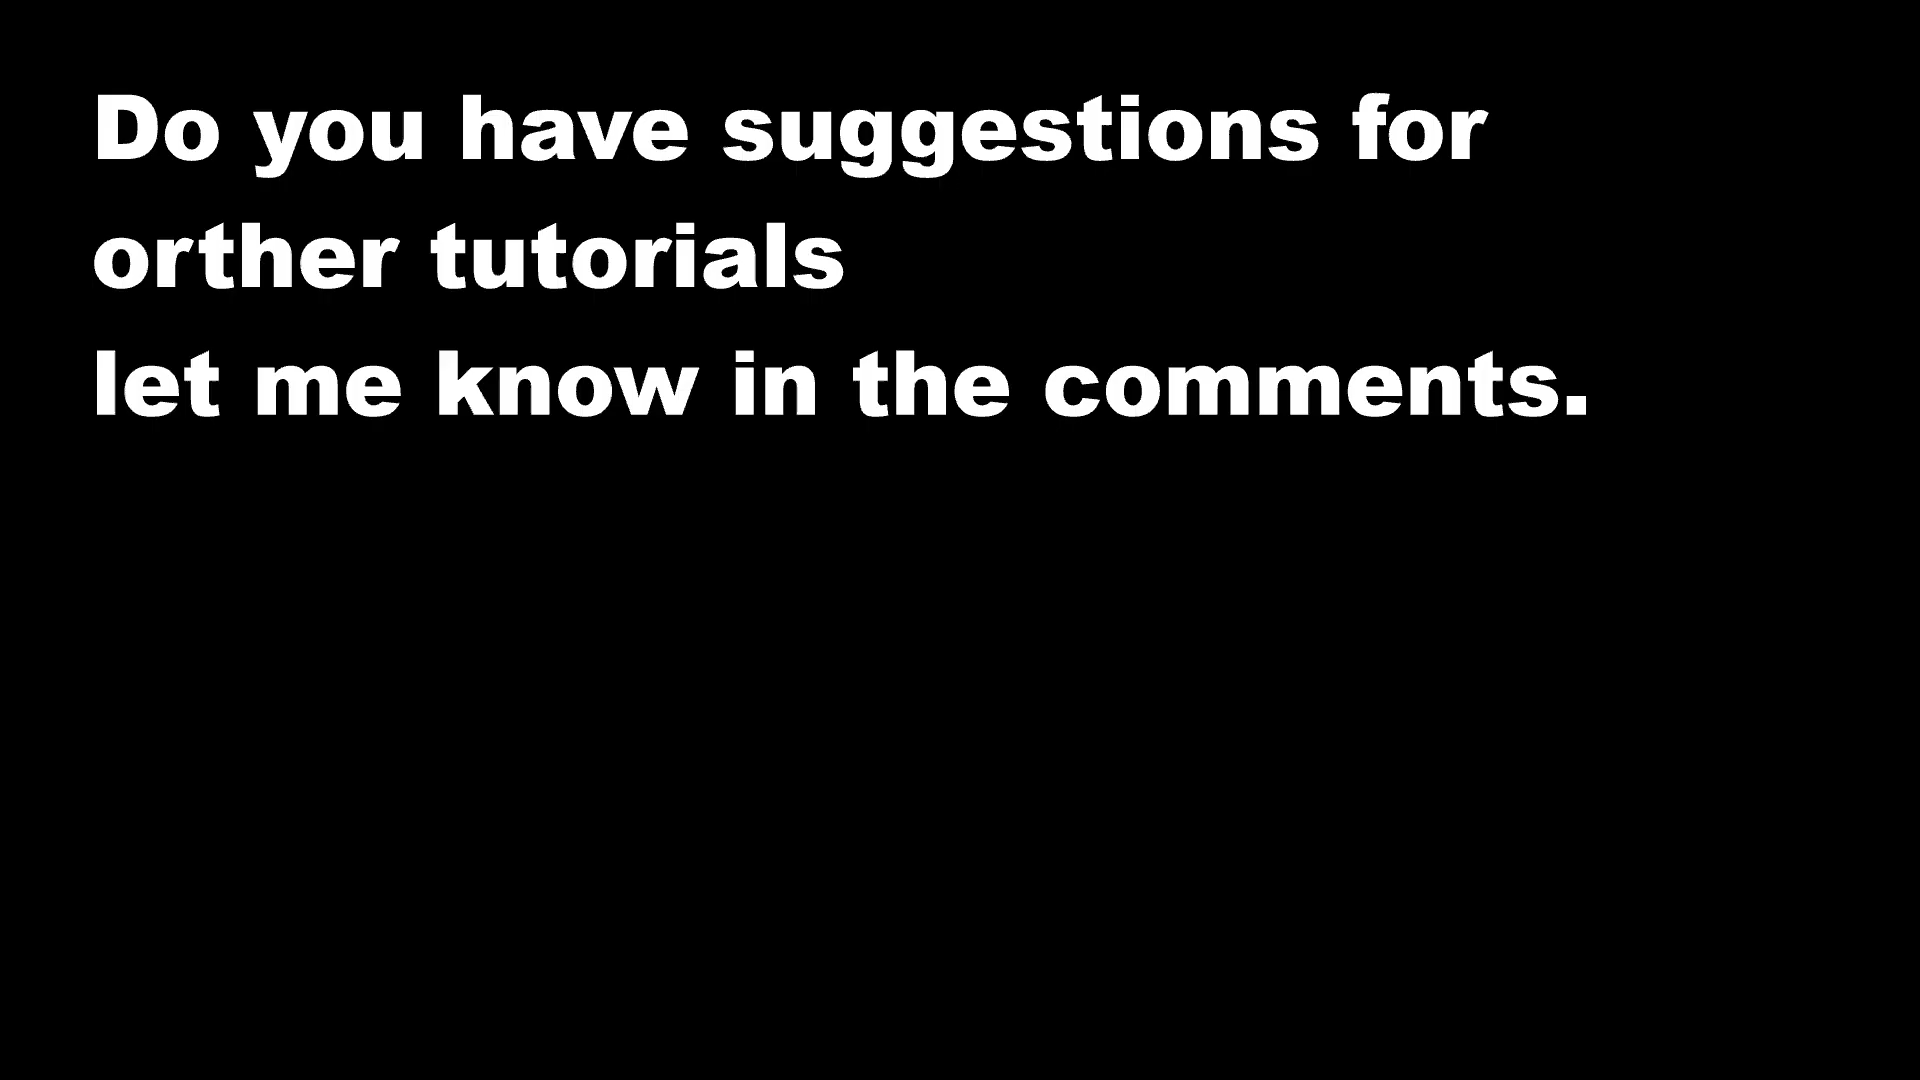 Do you have suggestions for
orther tutorials
let me know in the comments.